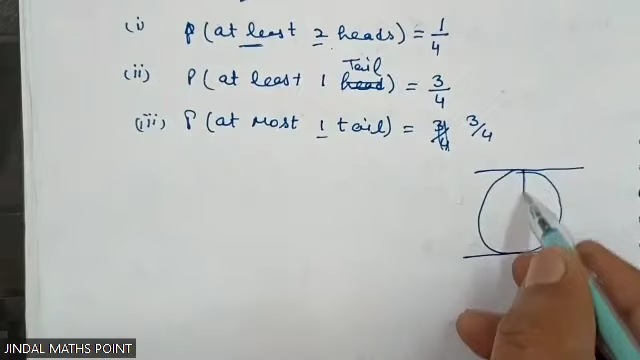 (i) P (at least 2 heads) = 1/4
(ii) P (at least 1 Tail) = 3/4
(iii) P (at most 1 tail) = 3/4
JINDAL MATHS POINT